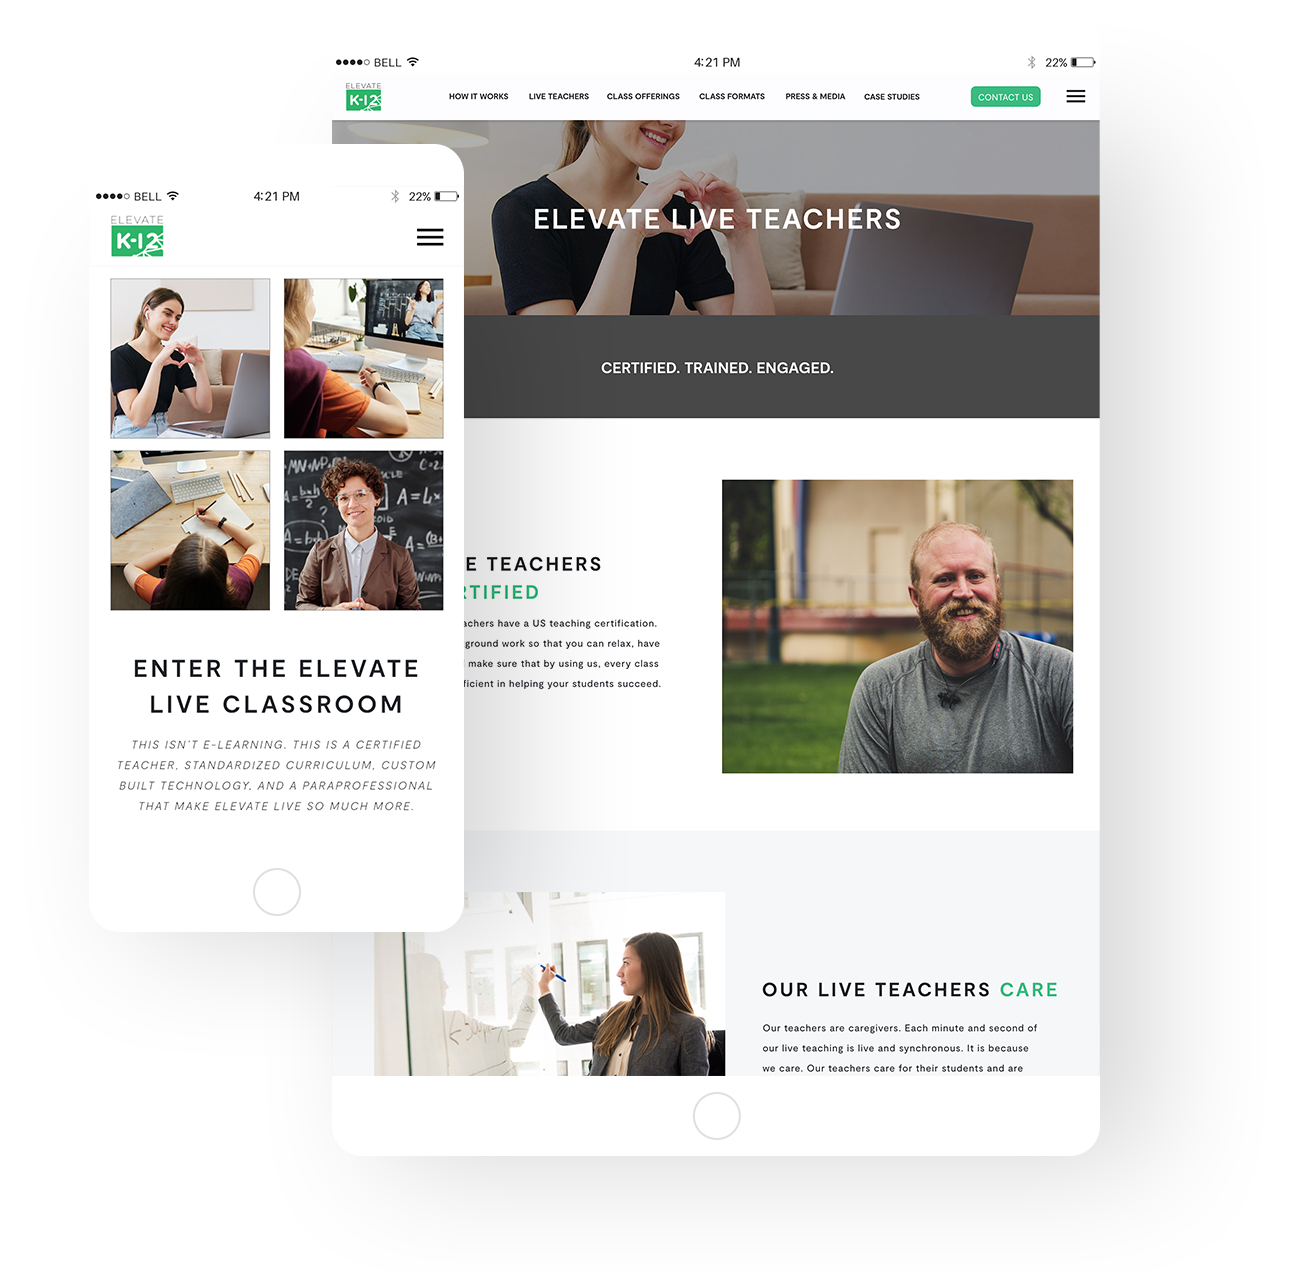 BELL
4:21 PM
22%
ELEVATE
K-12
HOW IT WORKS
LIVE TEACHERS
CLASS OFFERINGS
CLASS FORMATS
PRESS & MEDIA
CASE STUDIES
CONTACT US
ELEVATE LIVE TEACHERS
CERTIFIED. TRAINED. ENGAGED.
E TEACHERS
RTIFIED
achers have a US teaching certification.
ground work so that you can relax, have
make sure that by using us, every class
ficient in helping your students succeed.
OUR LIVE TEACHERS CARE
Our teachers are caregivers. Each minute and second of
our live teaching is live and synchronous. It is because
we care. Our teachers care for their students and are
BELL
4:21 PM
22%
ELEVATE
K-12
ENTER THE ELEVATE
LIVE CLASSROOM
THIS ISN'T E-LEARNING. THIS IS A CERTIFIED
TEACHER, STANDARDIZED CURRICULUM, CUSTOM
BUILT TECHNOLOGY, AND A PARAPROFESSIONAL
THAT MAKE ELEVATE LIVE SO MUCH MORE.